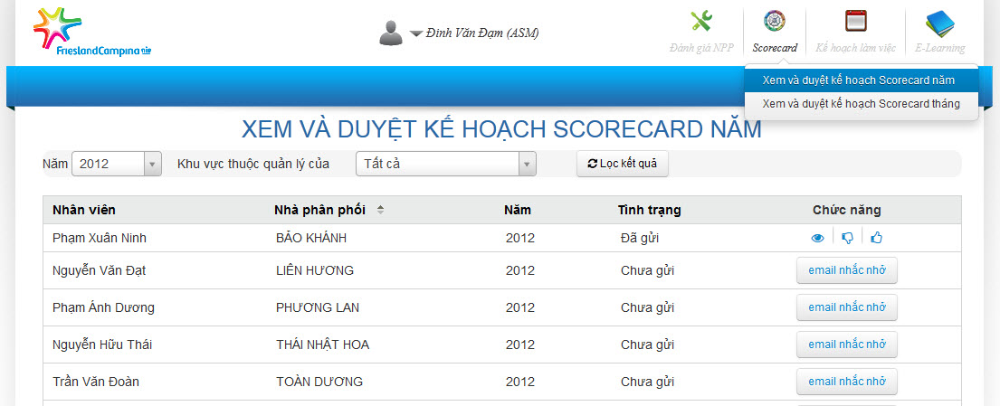 FrieslandCampina
Đinh Văn Đạm (ASM)
Đánh giá NPP
Scorecard
Kế hoạch làm việc
E-Learning
Xem và duyệt kế hoạch Scorecard năm
Xem và duyệt kế hoạch Scorecard tháng
XEM VÀ DUYỆT KẾ HOẠCH SCORECARD NĂM
Năm 2012 Khu vực thuộc quản lý của Tất cả Lọc kết quả
Nhân viên Nhà phân phối Năm Tình trạng Chức năng
Phạm Xuân Ninh BẢO KHÁNH 2012 Đã gửi
Nguyễn Văn Đạt LIÊN HƯƠNG 2012 Chưa gửi email nhắc nhở
Phạm Ánh Dương PHƯƠNG LAN 2012 Chưa gửi email nhắc nhở
Nguyễn Hữu Thái THÁI NHẬT HOA 2012 Chưa gửi email nhắc nhở
Trần Văn Đoàn TOÀN DƯƠNG 2012 Chưa gửi email nhắc nhở